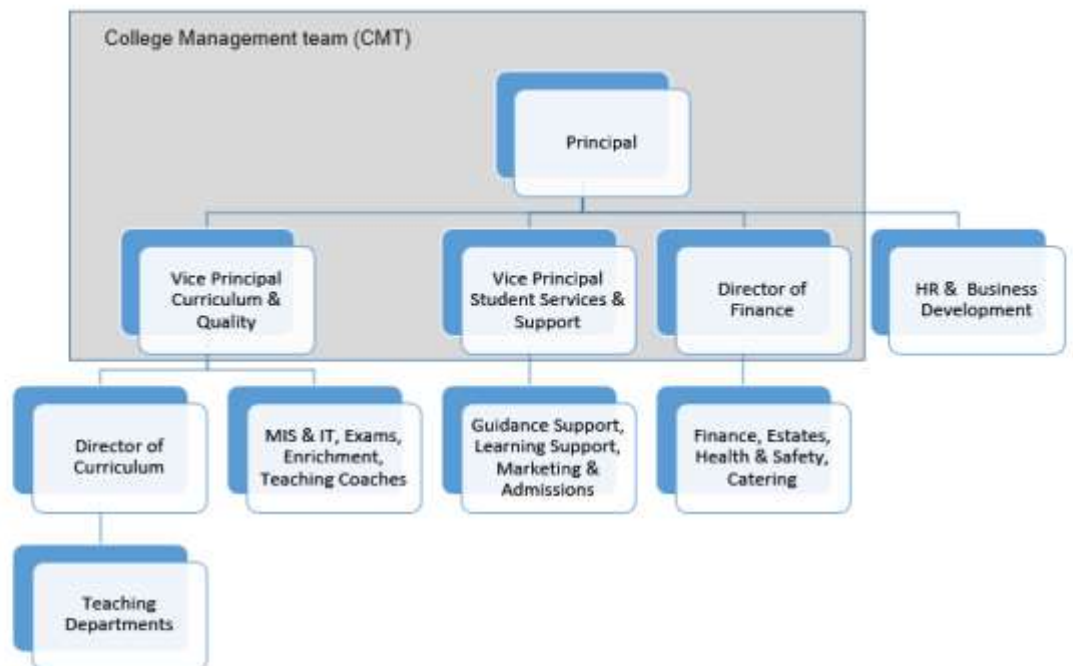 College Management team (CMT)
Principal
Vice Principal
Curriculum &
Quality
Vice Principal
Student Services &
Support
Director of
Finance
HR &  Business
Development
Director of
Curriculum
MIS & IT, Exams,
Enrichment,
Teaching Coaches
Guidance Support,
Learning Support,
Marketing &
Admissions
Finance, Estates,
Health & Safety,
Catering
Teaching
Departments